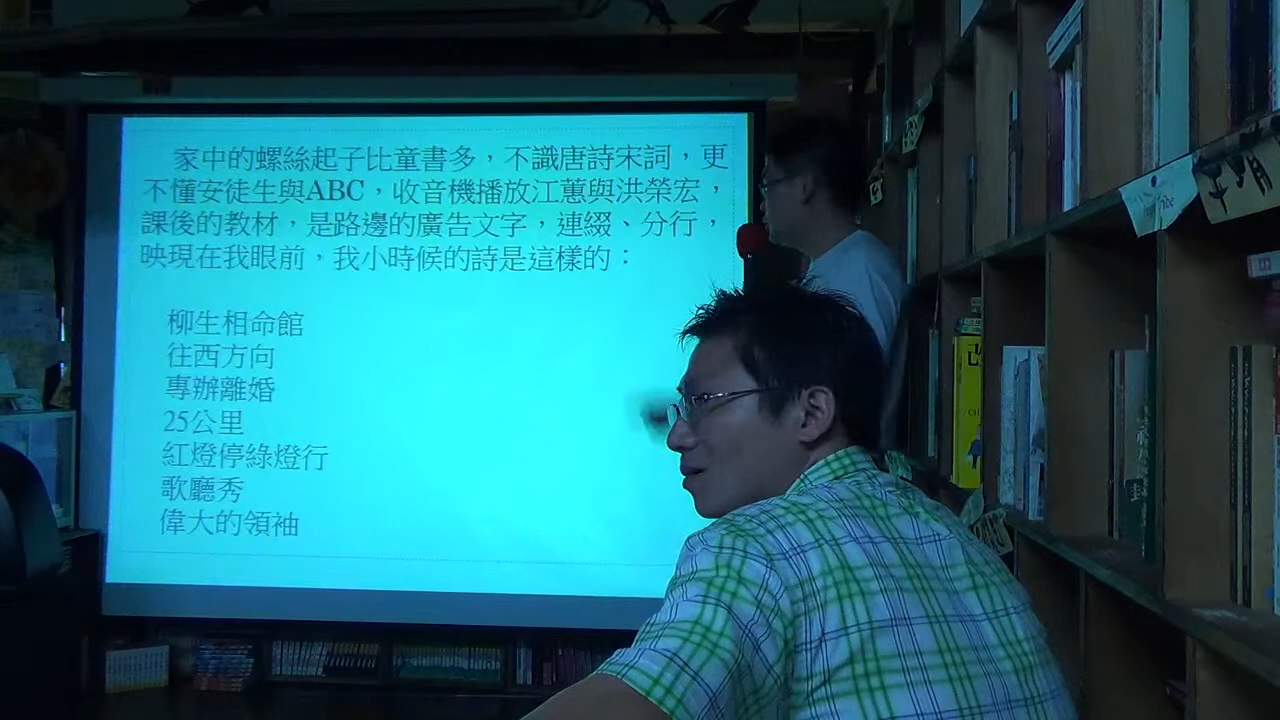 家中的螺絲起子比童書多，不識唐詩宋詞，更
不懂安徒生與ABC，收音機播放江蕙與洪榮宏，
課後的教材，是路邊的廣告文字，連綴、分行，
映現在我眼前，我小時候的詩是這樣的：
柳生相命館
往西方向
專辦離婚
25公里
紅燈停綠燈行
歌廳秀
偉大的領袖